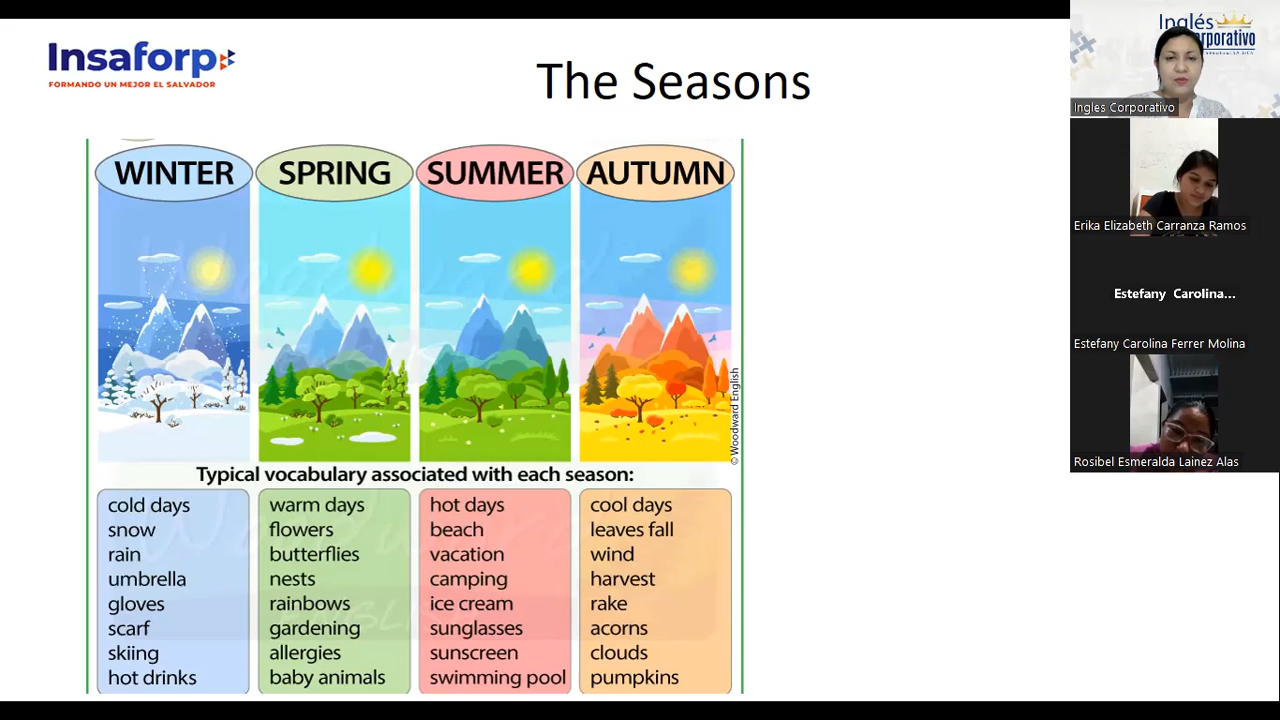 Insaforp
FORMANDO UN MEJOR EL SALVADOR
The Seasons
WINTER
SPRING
SUMMER
AUTUMN
© Woodward English
Typical vocabulary associated with each season:
cold days
snow
rain
umbrella
gloves
scarf
skiing
hot drinks
warm days
flowers
butterflies
nests
rainbows
gardening
allergies
baby animals
hot days
beach
vacation
camping
ice cream
sunglasses
sunscreen
swimming pool
cool days
leaves fall
wind
harvest
rake
acorns
clouds
pumpkins
Inglés
Ingles Corporativo
Erika Elizabeth Carranza Ramos
Estefany Carolina...
Estefany Carolina Ferrer Molina
Rosibel Esmeralda Lainez Alas